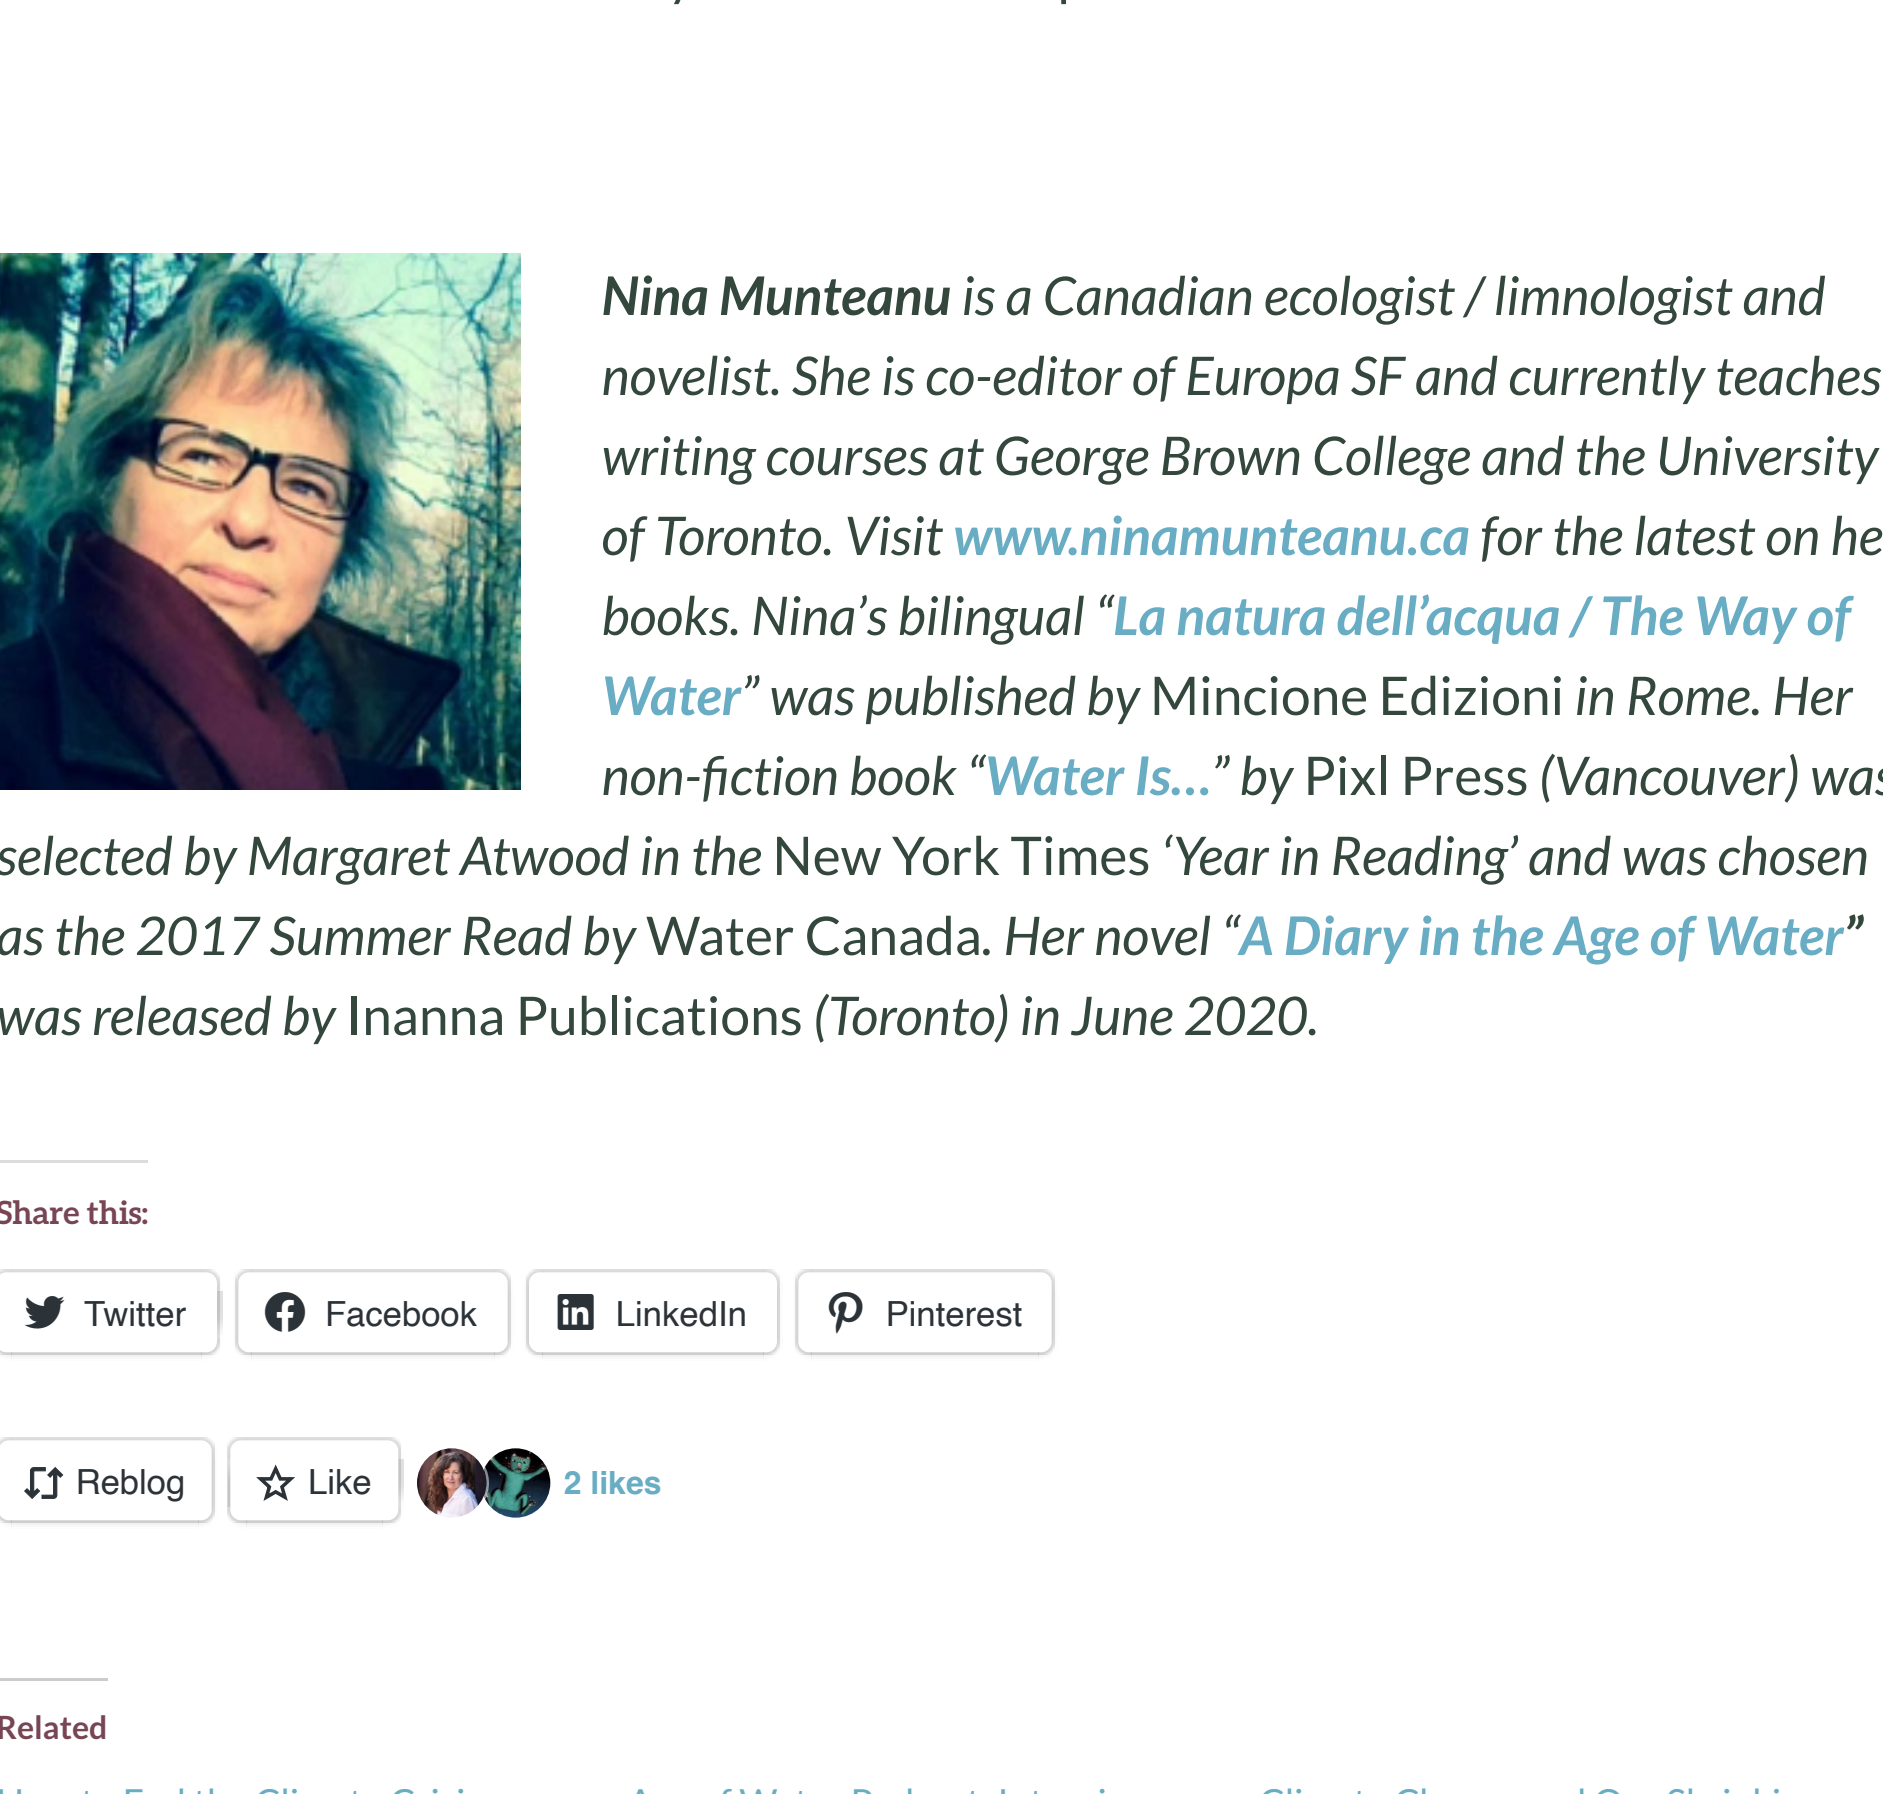 Nina Munteanu is a Canadian ecologist / limnologist and
novelist. She is co-editor of Europa SF and currently teaches
writing courses at George Brown College and the University
of Toronto. Visit www.ninamunteanu.ca for the latest on he
books. Nina’s bilingual “La natura dell’acqua / The Way of
Water” was published by Mincione Edizioni in Rome. Her
non-fiction book “Water Is…” by Pixl Press (Vancouver) was
selected by Margaret Atwood in the New York Times ‘Year in Reading’ and was chosen
as the 2017 Summer Read by Water Canada. Her novel “A Diary in the Age of Water”
was released by Inanna Publications (Toronto) in June 2020.
Share this:
Twitter Facebook LinkedIn Pinterest
Reblog Like 2 likes
Related